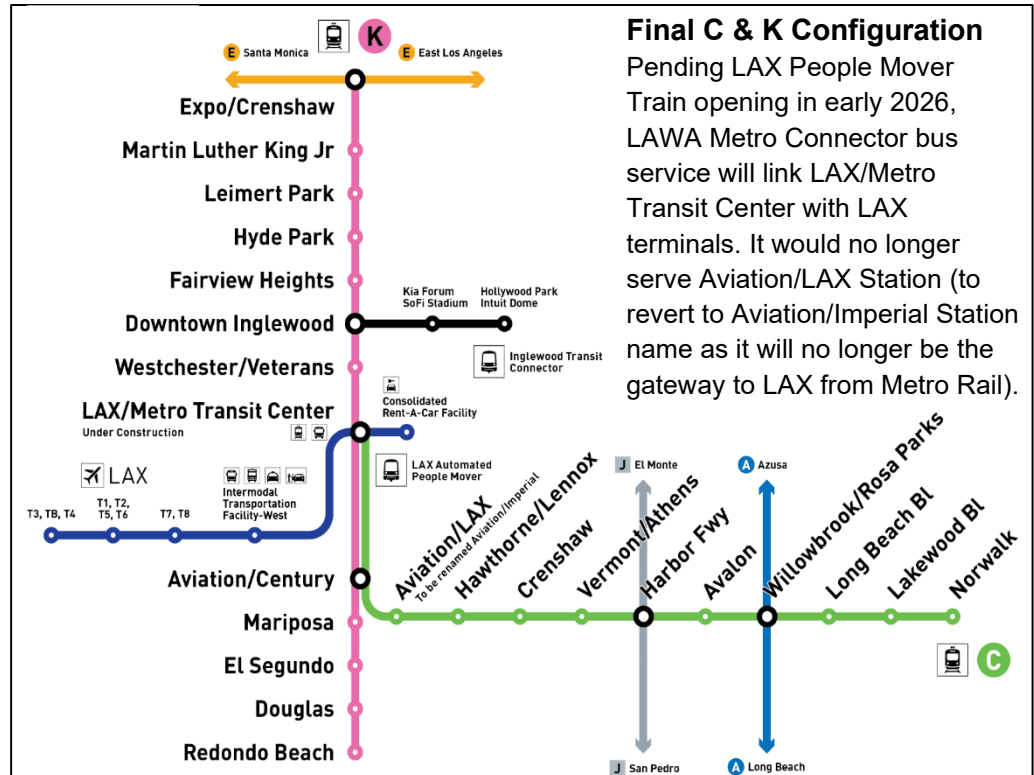 K
E Santa Monica
E East Los Angeles
Final C & K Configuration
Pending LAX People Mover
Train opening in early 2026,
LAWA Metro Connector bus
service will link LAX/Metro
Transit Center with LAX
terminals. It would no longer
serve Aviation/LAX Station (to
revert to Aviation/Imperial Station
name as it will no longer be the
gateway to LAX from Metro Rail).
Expo/Crenshaw
Martin Luther King Jr
Leimert Park
Hyde Park
Fairview Heights
Downtown Inglewood
Kia Forum
SoFi Stadium
Hollywood Park
Intuit Dome
Inglewood Transit
Connector
Westchester/Veterans
LAX/Metro Transit Center
Under Construction
Consolidated
Rent-A-Car Facility
LAX Automated
People Mover
LAX
Intermodal
Transportation
Facility-West
T3, TB, T4
T1, T2,
T5, T6
T7, T8
Aviation/Century
Mariposa
El Segundo
Douglas
Redondo Beach
Aviation/LAX
To be renamed Aviation/Imperial
Hawthorne/Lennox
Crenshaw
Vermont/Athens
Harbor Fwy
Avalon
Willowbrook/Rosa Parks
Long Beach Bl
Lakewood Bl
Norwalk
J El Monte
A Azusa
C
J San Pedro
A Long Beach